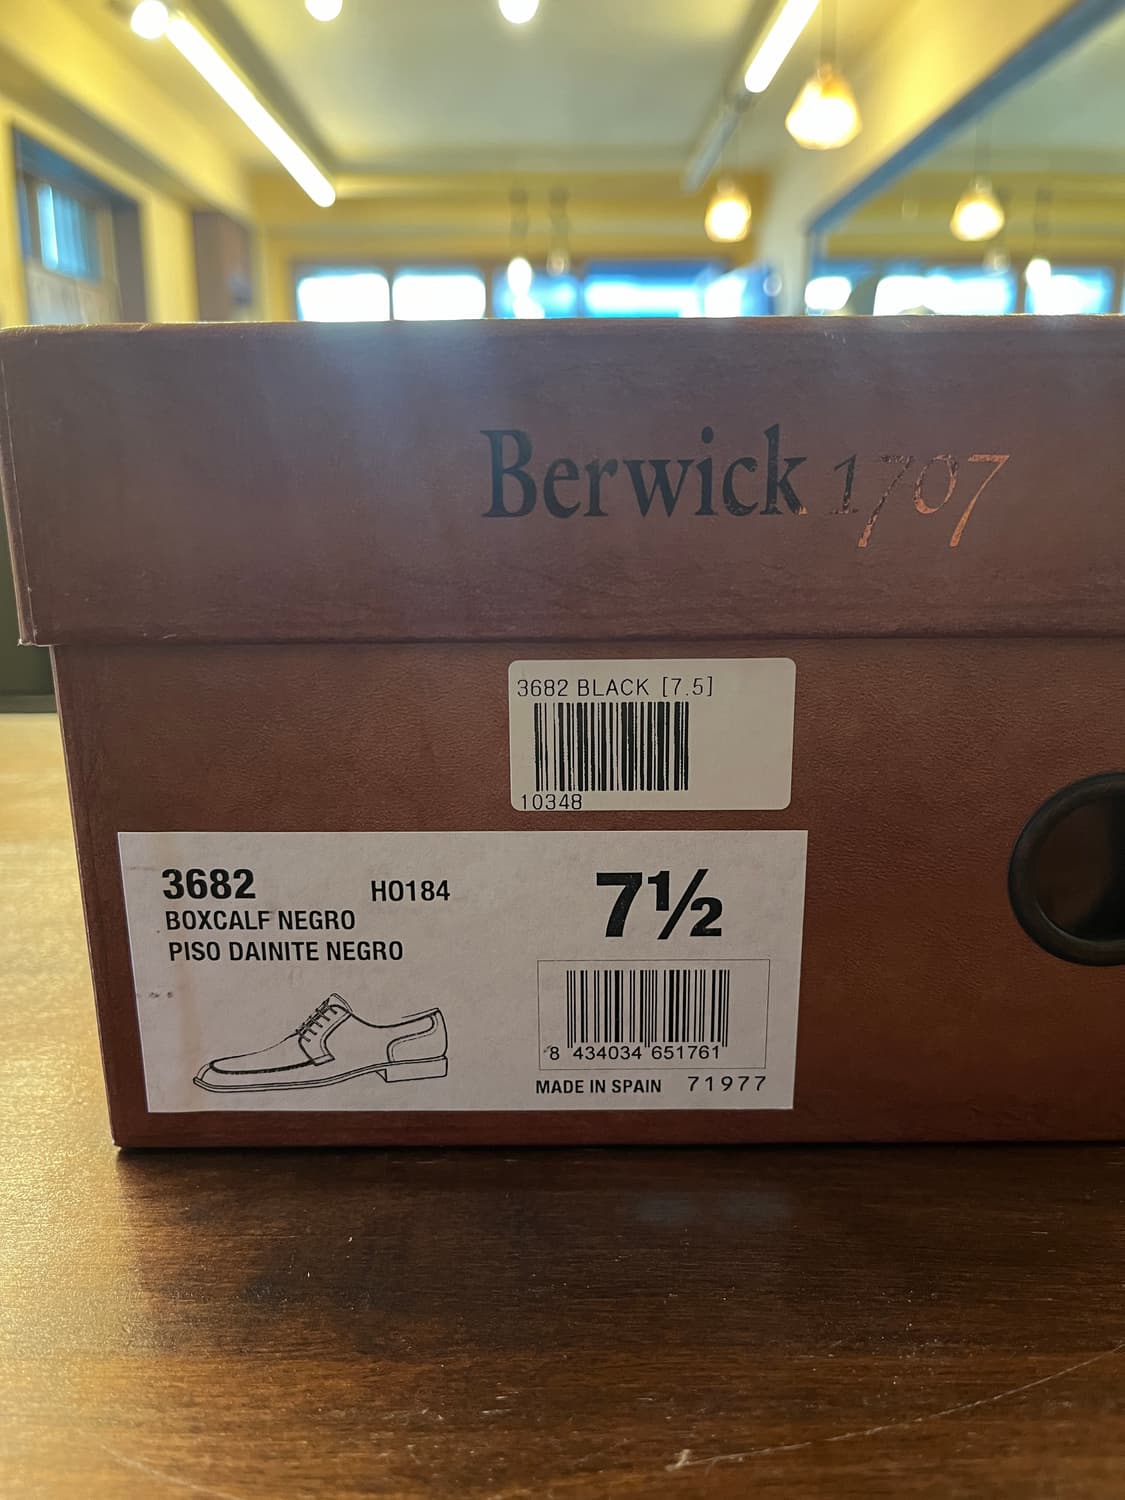 Berwick 1707
3682 BLACK [7.5]
10348
3682 HO184 7½
BOXCALF NEGRO
PISO DAINITE NEGRO
8 434034 651761
MADE IN SPAIN 71977